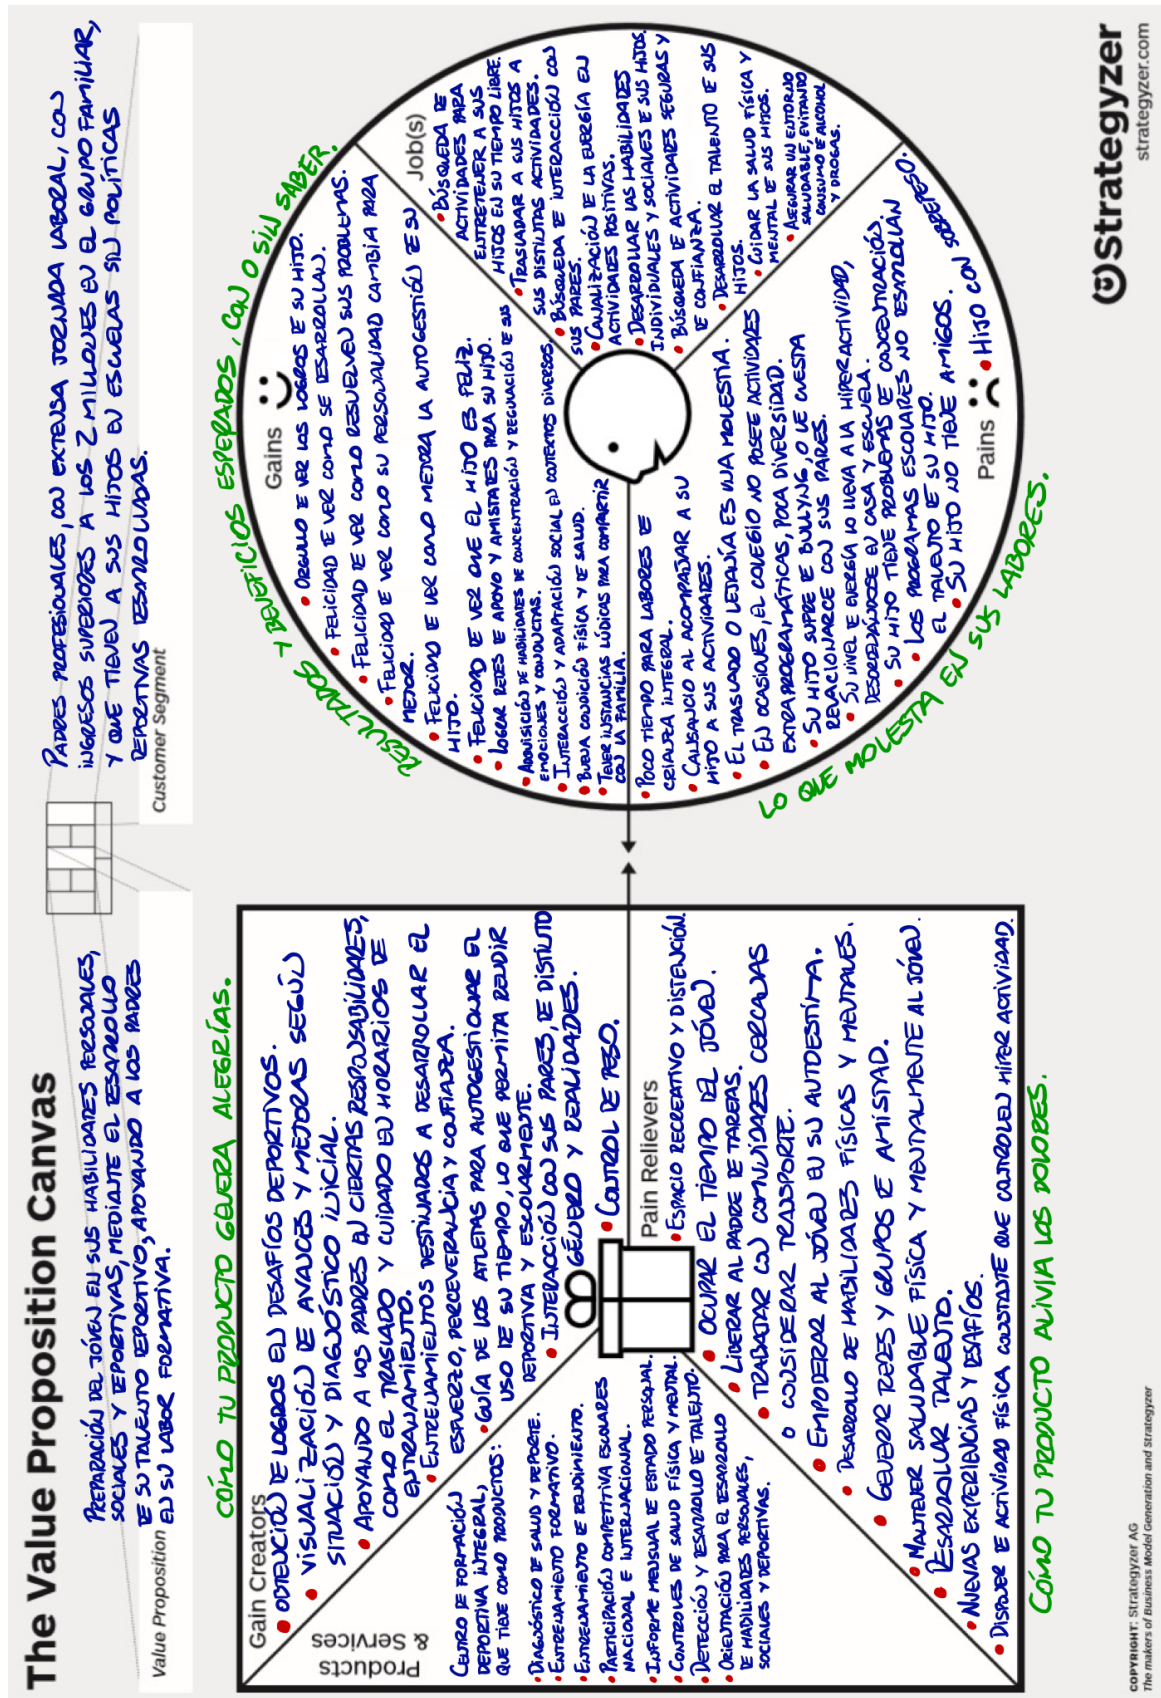 The Value Proposition Canvas
Value Proposition
PREPARACIÓN DEL JÓVEN EN SUS HABILIDADES PERSONALES,
SOCIALES Y DEPORTIVAS, MEDIANTE EL DESARROLLO
DE SU TALENTO DEPORTIVO, APOYANDO A LOS PADRES
EN SU LABOR FORMATIVA.
Customer Segment
PADRES PROFESIONALES, CON EXTENSA JORNADA LABORAL, CON
INGRESOS SUPERIORES A LOS 2 MILLONES EN EL GRUPO FAMILIAR,
Y QUE TIENEN A SUS HIJOS EN ESCUELAS SIN POLÍTICAS
DEPORTIVAS DESARROLLADAS.
CÓMO TU PRODUCTO GENERA ALEGRÍAS.
Gain Creators
• OBTENCIÓN DE LOGROS EN DESAFÍOS DEPORTIVOS.
• VISUALIZACIÓN DE AVANCES Y MEJORAS SEGÚN
SITUACIÓN Y DIAGNÓSTICO INICIAL.
• APOYANDO A LOS PADRES EN CIERTAS RESPONSABILIDADES,
COMO EL TRASLADO Y CUIDADO EN HORARIOS DE
ENTRENAMIENTO.
• ENTRENAMIENTOS DESTINADOS A DESARROLLAR EL
ESFUERZO, PERCEVERANCIA Y CONFIANZA.
• GUÍA DE LOS ATLETAS PARA AUTOGESTIONAR EL
USO DE SU TIEMPO, LO QUE PERMITA RENDIR
DEPORTIVA Y ESCOLARMENTE.
• INTERACCIÓN CON SUS PARES, DE DISTINTO
GÉNERO Y REALIDADES.
• CONTROL DE PESO.
Products
& Services
CENTRO DE FORMACIÓN
DEPORTIVA INTEGRAL,
QUE TIENE COMO PRODUCTOS:
• DIAGNÓSTICO DE SALUD Y DEPORTE.
• ENTRENAMIENTO FORMATIVO.
• ENTRENAMIENTO DE RENDIMIENTO.
• PARTICIPACIÓN COMPETITIVA ESCOLARES
NACIONAL E INTERNACIONAL.
• INFORME MENSUAL DE ESTADO PERSONAL.
• CONTROLES DE SALUD FÍSICA Y MENTAL.
• DETECCIÓN Y DESARROLLO DE TALENTO.
• ORIENTACIÓN PARA EL DESARROLLO
DE HABILIDADES PERSONALES,
SOCIALES Y DEPORTIVAS.
Pain Relievers
• ESPACIO RECREATIVO Y DISTENCIÓN.
• OCUPAR EL TIEMPO DEL JÓVEN.
• LIBERAR AL PADRE DE TAREAS.
• TRABAJAR CON COMUNIDADES CERCANAS
O CONSIDERAR TRANSPORTE.
• EMPODERAR AL JÓVEN EN SU AUTOESTÍMA.
• DESARROLLO DE HABILIDADES FÍSICAS Y MENTALES.
• GENERAR REDES Y GRUPOS DE AMÍSTAD.
• MANTENER SALUDABLE FÍSICA Y MENTALMENTE AL JÓVEN.
• DESARROLLAR TALENTO.
• NUEVAS EXPERIENCIAS Y DESAFÍOS.
• DISPONER DE ACTIVIDAD FÍSICA CONSTANTE QUE CONTROLEN HIPER ACTIVIDAD.
CÓMO TU PRODUCTO ALIVIA LOS DOLORES.
RESULTADOS Y BENEFICIOS ESPERADOS, CON O SIN SABER.
Gains
• ORGULLO DE VER LOS LOGROS DE SU HIJO.
• FELICIDAD DE VER COMO SE DESARROLLAN.
• FELICIDAD DE VER COMO RESUELVEN SUS PROBLEMAS.
• FELICIDAD DE VER COMO SU PERSONALIDAD CAMBIA PARA
MEJOR.
• FELICIDAD DE VER COMO MEJORA LA AUTOGESTIÓN DE SU
HIJO.
• FELICIDAD DE VER QUE EL HIJO ES FELIZ.
• LOGRAR REDES DE APOYO Y AMISTADES PARA SU HIJO.
• ADQUISICIÓN DE HABILIDADES DE CONCENTRACIÓN Y REGULACIÓN DE SUS
EMOCIONES Y CONDUCTAS.
• INTERACCIÓN Y ADAPTACIÓN SOCIAL EN CONTEXTOS DIVERSOS.
• BUENA CONDICIÓN FÍSICA Y DE SALUD.
• TENER INSTANCIAS LÚDICAS PARA COMPARTIR
CON LA FAMILIA.
Job(s)
• BÚSQUEDA DE
ACTIVIDADES PARA
ENTRETENER A SUS
HIJOS EN SU TIEMPO LIBRE.
• TRASLADAR A SUS HIJOS A
SUS DISTINTAS ACTIVIDADES.
• BÚSQUEDA DE INTERACCIÓN CON
SUS PARES.
• CANALIZACIÓN DE LA ENERGÍA EN
ACTIVIDADES POSITIVAS.
• DESARROLLAR LAS HABILIDADES
INDIVIDUALES Y SOCIALES DE SUS HIJOS.
• BÚSQUEDA DE ACTIVIDADES SEGURAS Y
DE CONFIANZA.
• DESARROLLAR EL TALENTO DE SUS
HIJOS.
• CUIDAR LA SALUD FÍSICA Y
MENTAL DE SUS HIJOS.
• ASEGURAR UN ENTORNO
SALUDABLE, EVITANDO
CONSUMO DE ALCOHOL
Y DROGAS.
Pains
• POCO TIEMPO PARA LABORES DE
CRIANZA INTEGRAL.
• CANSANCIO AL ACOMPAÑAR A SU
HIJO A SUS ACTIVIDADES.
• EL TRASLADO O LEJANÍA ES UNA MOLESTIA.
• EN OCASIONES, EL COLEGIO NO POSEE ACTIVIDADES
EXTRAPROGRAMÁTICAS, POCA DIVERSIDAD.
• SU HIJO SUFRE DE BULLYNG, O LE CUESTA
RELACIONARCE CON SUS PARES.
• SU NIVEL DE ENERGÍA LO LLEVA A LA HIPERACTIVIDAD,
DESORDENÁNDOSE EN CASA Y ESCUELA.
• SU HIJO TIENE PROBLEMAS DE CONCENTRACIÓN.
• LOS PROGRAMAS ESCOLARES NO DESARROLLAN
EL TALENTO DE SU HIJO.
• SU HIJO NO TIENE AMIGOS.
• HIJO CON SOBREPESO.
LO QUE MOLESTA EN SUS LABORES.
COPYRIGHT: Strategyzer AG
The makers of Business Model Generation and Strategyzer
Strategyzer
strategyzer.com